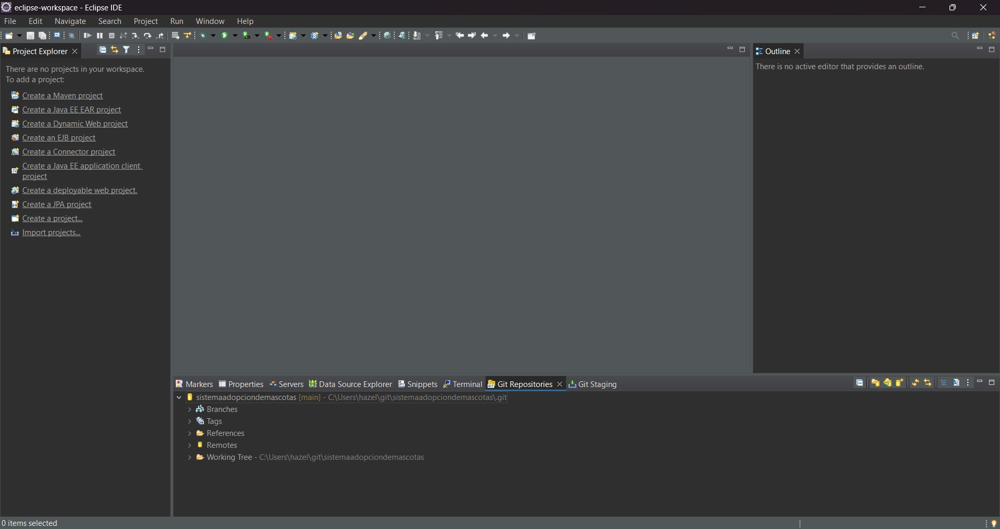 eclipse-workspace - Eclipse IDE
File Edit Navigate Search Project Run Window Help
Project Explorer
There are no projects in your workspace.
To add a project:
Create a Maven project
Create a Java EE EAR project
Create a Dynamic Web project
Create an EJB project
Create a Connector project
Create a Java EE application client
project
Create a deployable web project.
Create a JPA project
Create a project...
Import projects...
Outline
There is no active editor that provides an outline.
Markers Properties Servers Data Source Explorer Snippets Terminal Git Repositories Git Staging
sistemaadopciondemascotas [main] - C:\Users\hazel\git\sistemaadopciondemascotas\.git
Branches
Tags
References
Remotes
Working Tree - C:\Users\hazel\git\sistemaadopciondemascotas
0 items selected